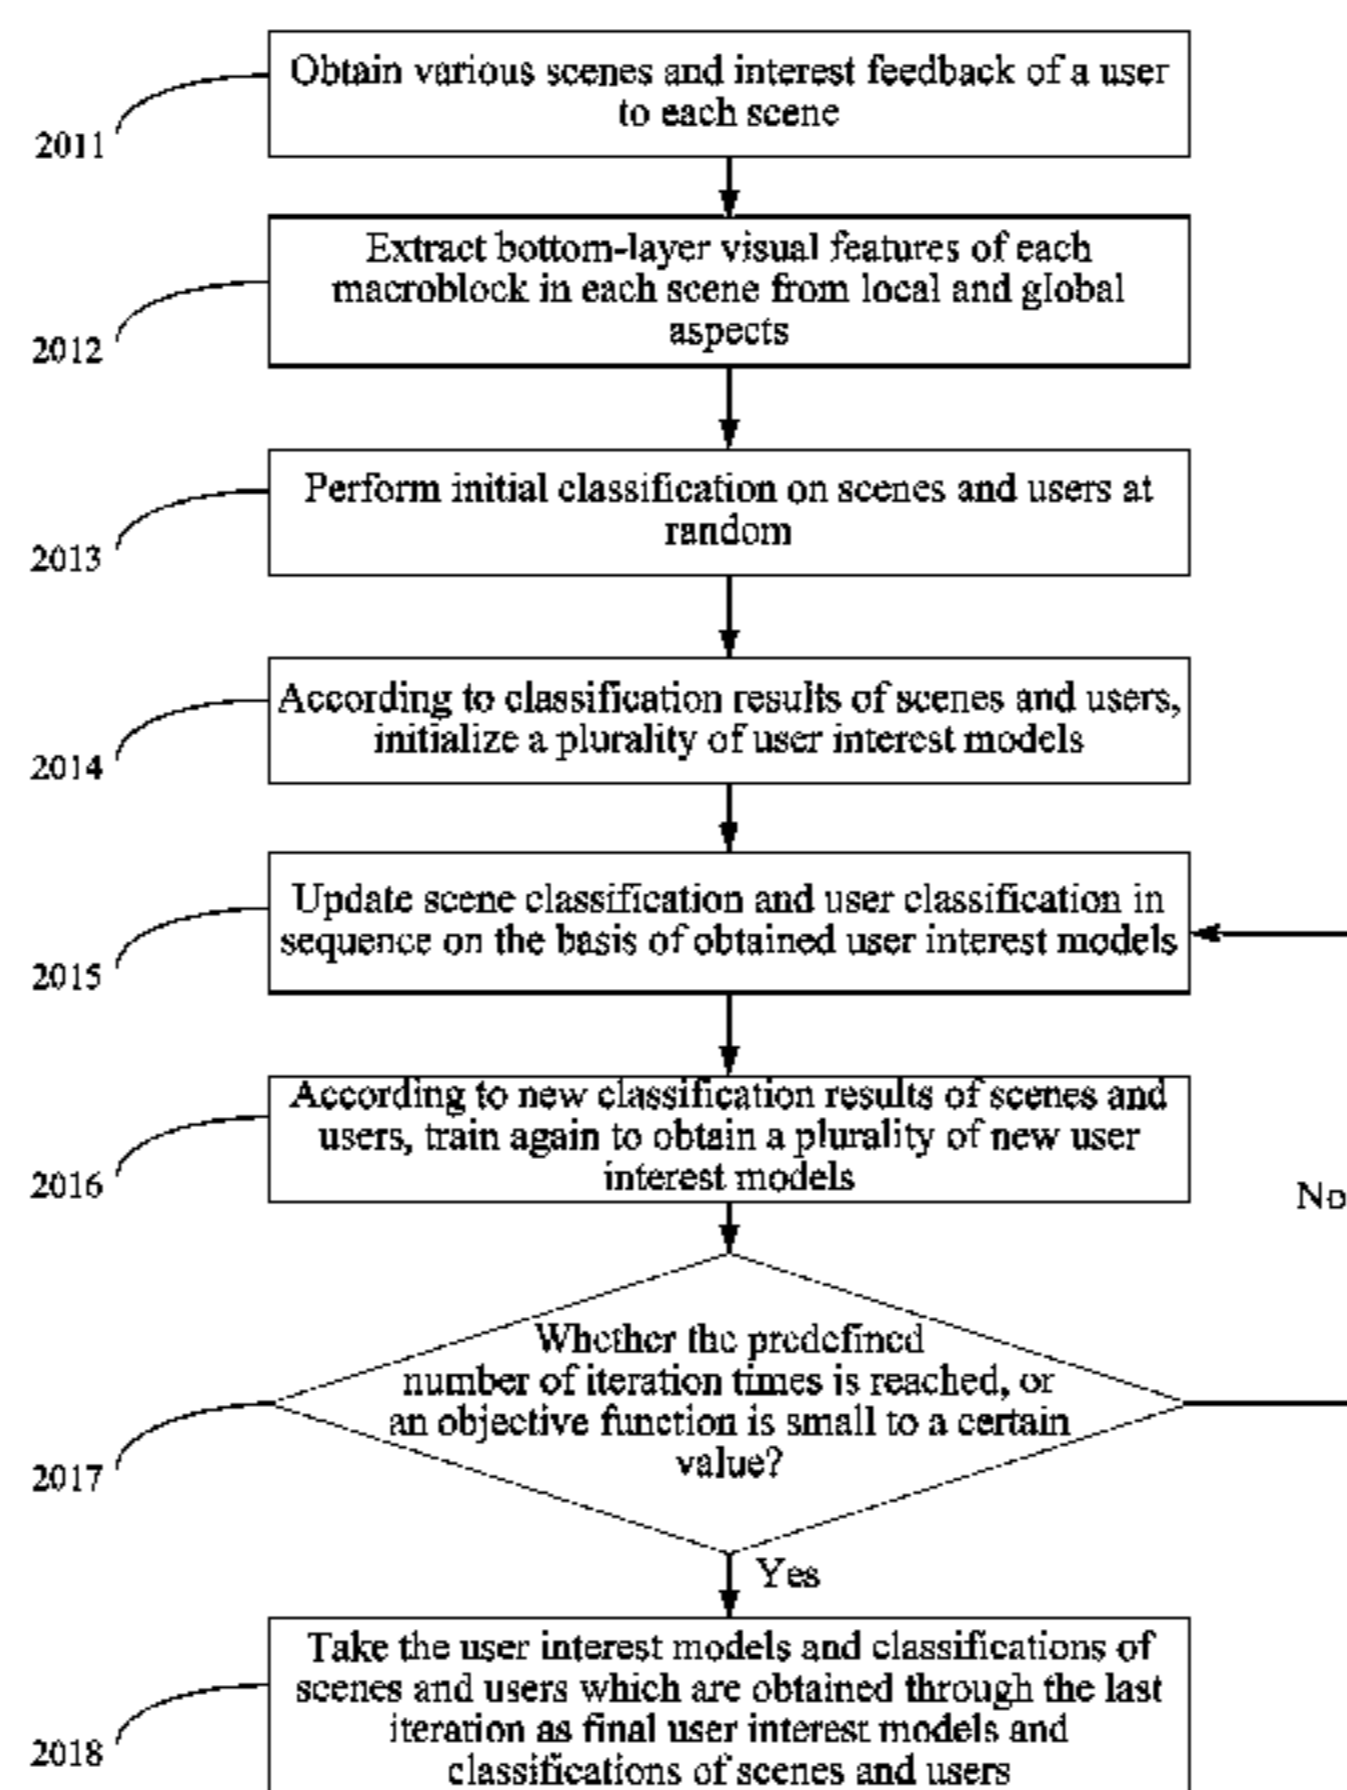 Obtain various scenes and interest feedback of a user
to each scene
2011
Extract bottom-layer visual features of each
macroblock in each scene from local and global
aspects
2012
Perform initial classification on scenes and users at
random
2013
According to classification results of scenes and users,
initialize a plurality of user interest models
2014
Update scene classification and user classification in
sequence on the basis of obtained user interest models
2015
According to new classification results of scenes and
users, train again to obtain a plurality of new user
interest models
2016
No
Whether the predefined
number of iteration times is reached, or
an objective function is small to a certain
value?
2017
Yes
Take the user interest models and classifications of
scenes and users which are obtained through the last
iteration as final user interest models and
classifications of scenes and users
2018